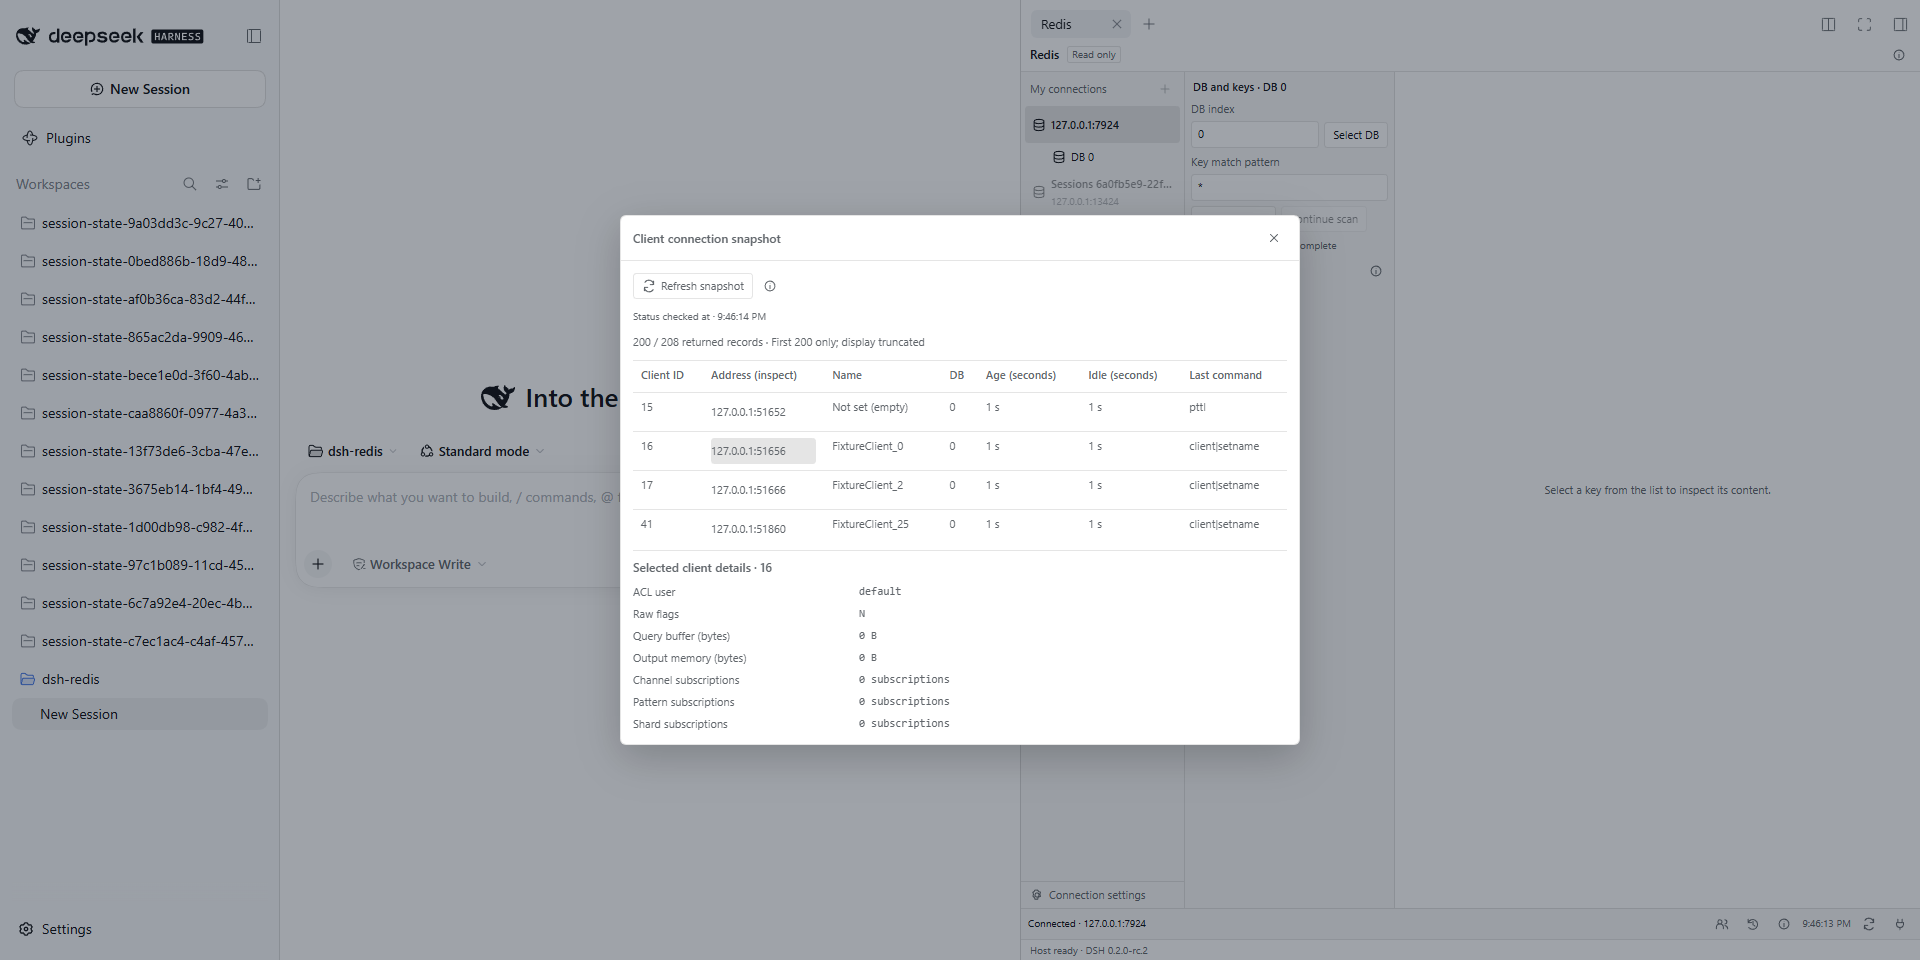 deepseek HARNESS
New Session
Plugins
Workspaces
session-state-9a03dd3c-9c27-40...
session-state-0bed886b-18d9-48...
session-state-af0b36ca-83d2-44f...
session-state-865ac2da-9909-46...
session-state-bece1e0d-3f60-4ab...
session-state-caa8860f-0977-4a3...
session-state-13f73de6-3cba-47e...
session-state-3675eb14-1bf4-49...
session-state-1d00db98-c982-4f...
session-state-97c1b089-11cd-45...
session-state-6c7a92e4-20ec-4b...
session-state-c7ec1ac4-c4af-457...
dsh-redis
New Session
Settings
Into the
dsh-redis
Standard mode
Describe what you want to build, / commands, @
Workspace Write
Redis
Redis Read only
My connections
127.0.0.1:7924
DB 0
Sessions 6a0fb5e9-22f...
127.0.0.1:13424
Connection settings
DB and keys · DB 0
DB index
0 Select DB
Key match pattern
*
ontinue scan
omplete
Select a key from the list to inspect its content.
Connected · 127.0.0.1:7924
9:46:13 PM
Host ready · DSH 0.2.0-rc.2
Client connection snapshot
Refresh snapshot
Status checked at · 9:46:14 PM
200 / 208 returned records · First 200 only; display truncated
Client ID Address (inspect) Name DB Age (seconds) Idle (seconds) Last command
15 127.0.0.1:51652 Not set (empty) 0 1 s 1 s pttl
16 127.0.0.1:51656 FixtureClient_0 0 1 s 1 s client|setname
17 127.0.0.1:51666 FixtureClient_2 0 1 s 1 s client|setname
41 127.0.0.1:51860 FixtureClient_25 0 1 s 1 s client|setname
Selected client details · 16
ACL user default
Raw flags N
Query buffer (bytes) 0 B
Output memory (bytes) 0 B
Channel subscriptions 0 subscriptions
Pattern subscriptions 0 subscriptions
Shard subscriptions 0 subscriptions